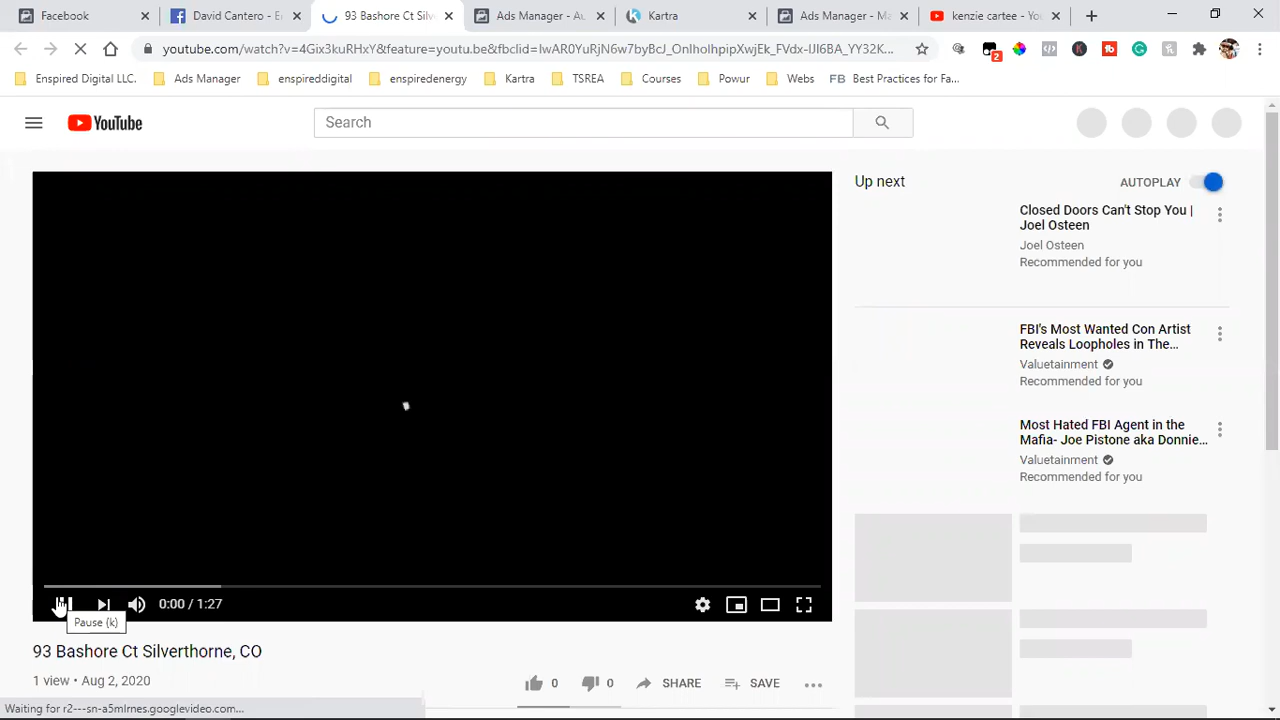 Facebook
David Cantero - E
93 Bashore Ct Silv
Ads Manager - Au
Kartra
Ads Manager - Ma
kenzie cartee - Yo
youtube.com/watch?v=4Gix3kuRHxY&feature=youtu.be&fbclid=IwAR0YuRjN6w7byBcJ_OnIhoIhpipXwjEk_FVdx-IJI6BA_YY32K...
2
Enspired Digital LLC.
Ads Manager
enspireddigital
enspiredenergy
Kartra
TSREA
Courses
Powur
Webs
FB
Best Practices for Fa...
YouTube
Search
Up next
AUTOPLAY
Closed Doors Can't Stop You |
Joel Osteen
Joel Osteen
Recommended for you
FBI's Most Wanted Con Artist
Reveals Loopholes in The...
Valuetainment
Recommended for you
Most Hated FBI Agent in the
Mafia- Joe Pistone aka Donnie...
Valuetainment
Recommended for you
0:00 / 1:27
Pause (k)
93 Bashore Ct Silverthorne, CO
1 view • Aug 2, 2020
0
0
SHARE
SAVE
Waiting for r2---sn-a5mlrnes.googlevideo.com...